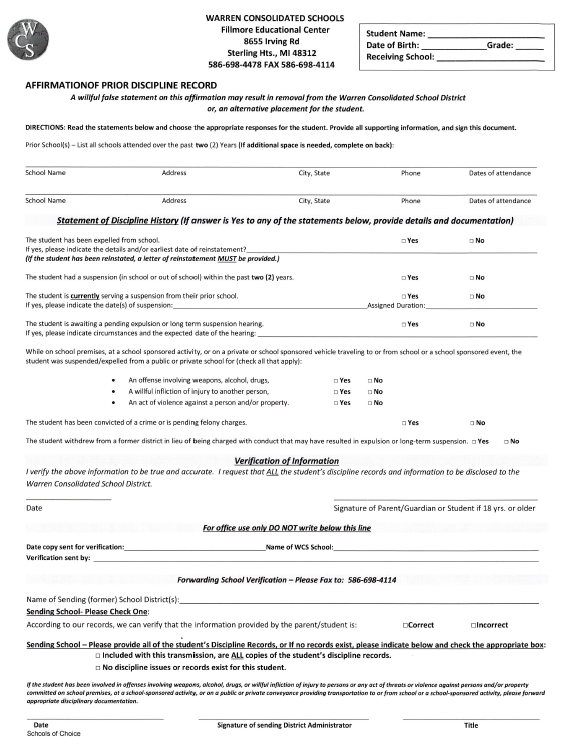 WCS
WARREN CONSOLIDATED SCHOOLS
Fillmore Educational Center
8655 Irving Rd
Sterling Hts., MI 48312
586-698-4478 FAX 586-698-4114
Student Name: ____________________
Date of Birth: ____________ Grade: ______
Receiving School: ____________________
AFFIRMATIONOF PRIOR DISCIPLINE RECORD
A willful false statement on this affirmation may result in removal from the Warren Consolidated School District
or, an alternative placement for the student.
DIRECTIONS: Read the statements below and choose the appropriate responses for the student. Provide all supporting information, and sign this document.
Prior School(s) – List all schools attended over the past two (2) Years (If additional space is needed, complete on back):
School Name Address City, State Phone Dates of attendance
School Name Address City, State Phone Dates of attendance
Statement of Discipline History (If answer is Yes to any of the statements below, provide details and documentation)
The student has been expelled from school. □ Yes □ No
If yes, please indicate the details and/or earliest date of reinstatement?____________________
(If the student has been reinstated, a letter of reinstatement MUST be provided.)
The student had a suspension (in school or out of school) within the past two (2) years. □ Yes □ No
The student is currently serving a suspension from their prior school. □ Yes □ No
If yes, please indicate the date(s) of suspension:____________________Assigned Duration:____________________
The student is awaiting a pending expulsion or long term suspension hearing. □ Yes □ No
If yes, please indicate circumstances and the expected date of the hearing: ____________________
While on school premises, at a school sponsored activity, or on a private or school sponsored vehicle traveling to or from school or a school sponsored event, the
student was suspended/expelled from a public or private school for (check all that apply):
• An offense involving weapons, alcohol, drugs, □ Yes □ No
• A willful infliction of injury to another person, □ Yes □ No
• An act of violence against a person and/or property. □ Yes □ No
The student has been convicted of a crime or is pending felony charges. □ Yes □ No
The student withdrew from a former district in lieu of being charged with conduct that may have resulted in expulsion or long-term suspension. □ Yes □ No
Verification of Information
I verify the above information to be true and accurate. I request that ALL the student's discipline records and information to be disclosed to the
Warren Consolidated School District.
Date Signature of Parent/Guardian or Student if 18 yrs. or older
For office use only DO NOT write below this line
Date copy sent for verification:____________________Name of WCS School:____________________
Verification sent by: ____________________
Forwarding School Verification – Please Fax to: 586-698-4114
Name of Sending (former) School District(s):____________________
Sending School- Please Check One:
According to our records, we can verify that the information provided by the parent/student is: □Correct □Incorrect
Sending School – Please provide all of the student's Discipline Records, or If no records exist, please indicate below and check the appropriate box:
□ Included with this transmission, are ALL copies of the student's discipline records.
□ No discipline issues or records exist for this student.
If the student has been involved in offenses involving weapons, alcohol, drugs, or willful infliction of injury to persons or any act of threats or violence against persons and/or property
committed on school premises, at a school-sponsored activity, or on a public or private conveyance providing transportation to or from school or a school-sponsored activity, please forward
appropriate disciplinary documentation.
Date Signature of sending District Administrator Title
Schools of Choice